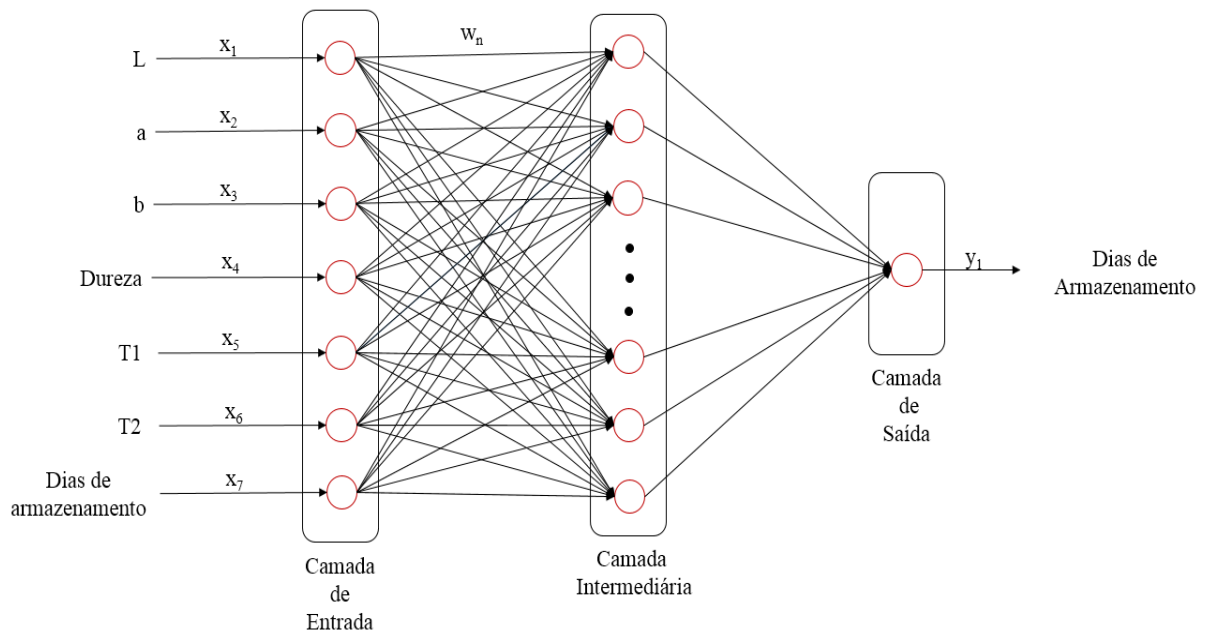 L
x₁
wₙ
a
x₂
b
x₃
Dureza
x₄
T1
x₅
T2
x₆
Dias de
armazenamento
x₇
y₁
Dias de
Armazenamento
Camada
de
Entrada
Camada
Intermediária
Camada
de
Saída